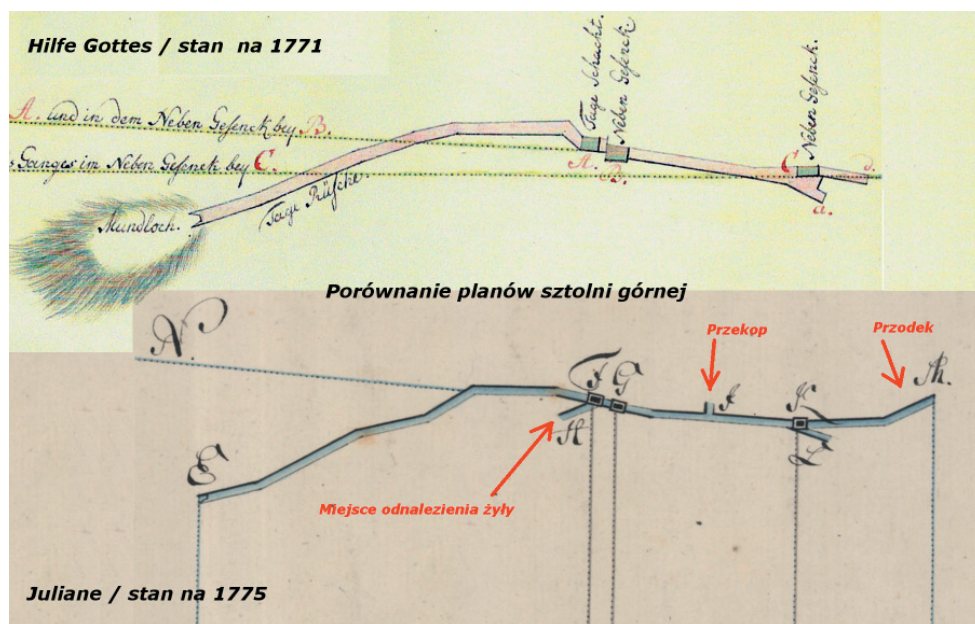 Hilfe Gottes / stan na 1771
Tage Schacht.
Neben Gesenck
Neben Gesenck.
A. und in dem Neben Gesenck bey B.
s Ganges im Neben Gesenck bey C.
A.
B.
C
d.
a.
Mundloch.
Tage
Porównanie planów sztolni górnej
N.
Przekop
Przodek
F G
E
H
Miejsce odnalezienia żyły
Juliane / stan na 1775